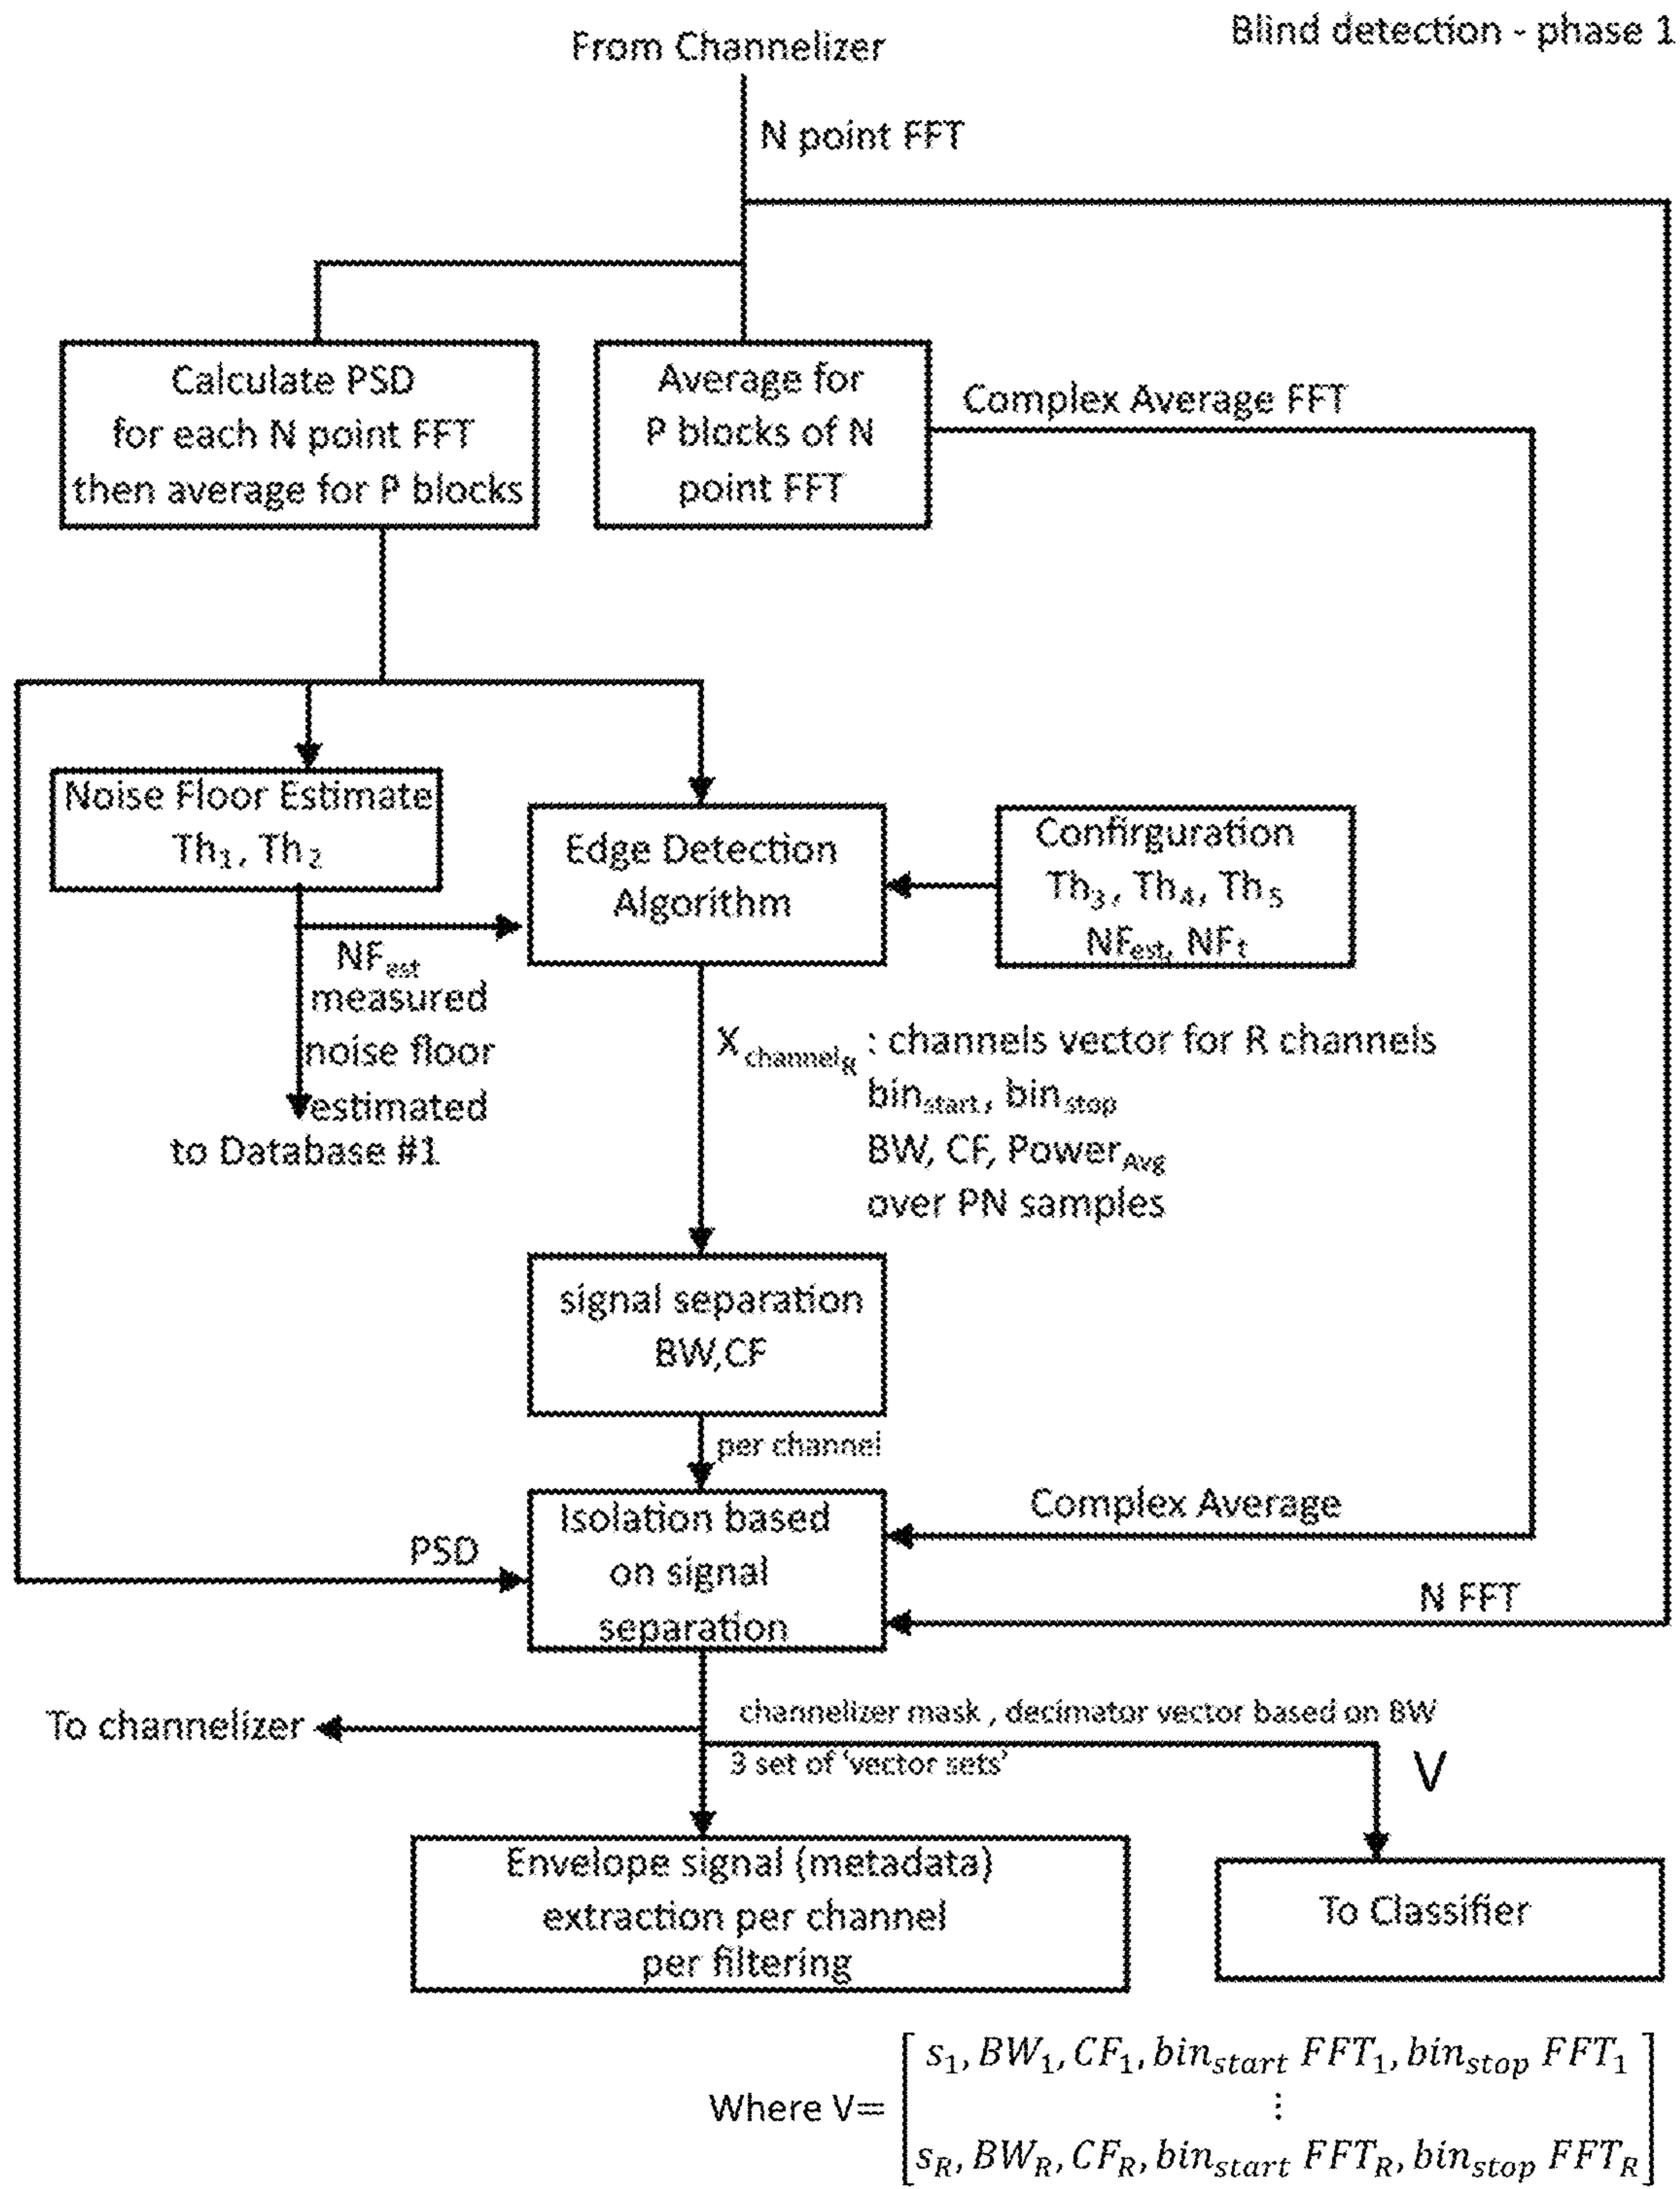 Blind detection - phase 1
From Channelizer
N point FFT
Calculate PSD
for each N point FFT
then average for P blocks
Average for
P blocks of N
point FFT
Complex Average FFT
Noise Floor Estimate
Th₁, Th₂
Edge Detection
Algorithm
Confirguration
Th₃, Th₄, Th₅
NFest, NFt
NFest
measured
noise floor
estimated
to Database #1
XchannelR : channels vector for R channels
binstart, binstop
BW, CF, PowerAvg
over PN samples
signal separation
BW,CF
per channel
Isolation based
on signal
separation
Complex Average
PSD
N FFT
To channelizer
channelizer mask , decimator vector based on BW
3 set of ‘vector sets’
V
Envelope signal (metadata)
extraction per channel
per filtering
To Classifier
Where V= [ s₁, BW₁, CF₁, binstart FFT₁, binstop FFT₁
⋮
sR, BWR, CFR, binstart FFTR, binstop FFTR ]